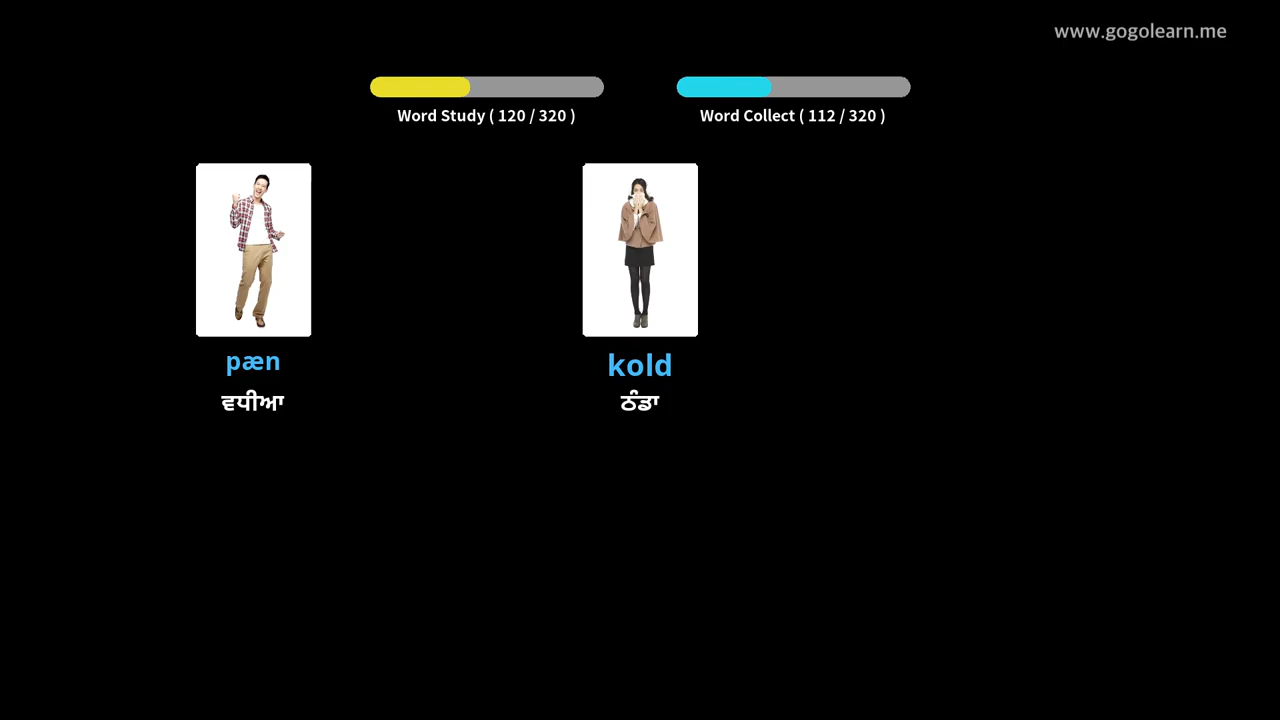 www.gogolearn.me
Word Study ( 120 / 320 )
Word Collect ( 112 / 320 )
pæn
kold
ਵਧੀਆ
ਠੰਡਾ